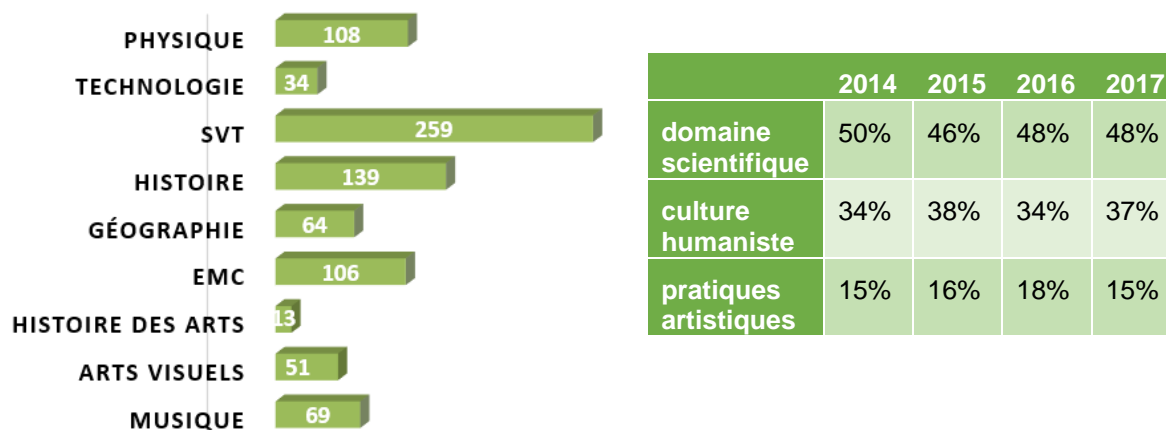 PHYSIQUE 108
TECHNOLOGIE 34
SVT 259
HISTOIRE 139
GÉOGRAPHIE 64
EMC 106
HISTOIRE DES ARTS 13
ARTS VISUELS 51
MUSIQUE 69
2014 2015 2016 2017
domaine 50% 46% 48% 48%
scientifique
culture 34% 38% 34% 37%
humaniste
pratiques 15% 16% 18% 15%
artistiques